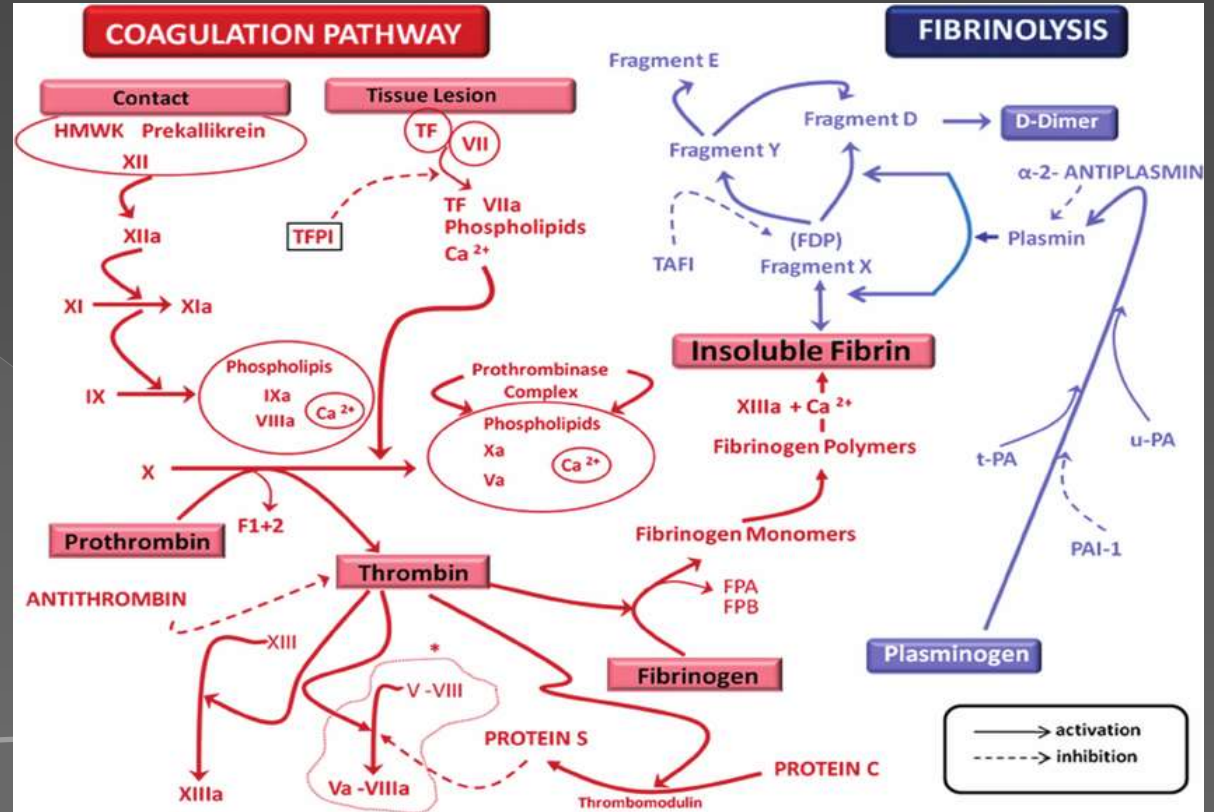 COAGULATION PATHWAY
FIBRINOLYSIS
Contact
HMWK Prekallikrein
XII
XIIa
XI
XIa
IX
Phospholipis
IXa
VIIIa
Ca 2+
Tissue Lesion
TF
VII
TFPI
TF VIIa
Phospholipids
Ca 2+
Prothrombinase
Complex
Phospholipids
Xa
Va
Ca 2+
X
F1+2
Prothrombin
Thrombin
ANTITHROMBIN
XIII
XIIIa
*
V -VIII
Va -VIIIa
PROTEIN S
PROTEIN C
Thrombomodulin
Fibrinogen
FPA
FPB
Fibrinogen Monomers
Fibrinogen Polymers
XIIIa + Ca 2+
Insoluble Fibrin
Fragment E
Fragment D
D-Dimer
Fragment Y
α-2- ANTIPLASMIN
(FDP)
Fragment X
TAFI
Plasmin
t-PA
u-PA
PAI-1
Plasminogen
activation
inhibition